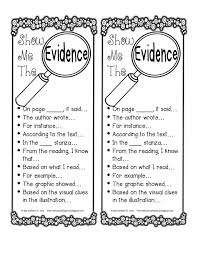 Show
Me
The
Evidence
On page ____, it said...
The author wrote...
For instance...
According to the text...
In the ____ stanza...
From the reading, I
know that...
Based on what I read...
For example...
The graphic showed...
Based on the visual clues
in the illustration...
Show
Me
The
Evidence
On page ____, it said...
The author wrote...
For instance...
According to the text...
In the ____ stanza...
From the reading, I know
that...
Based on what I read...
For example...
The graphic showed...
Based on the visual clues
in the illustration...